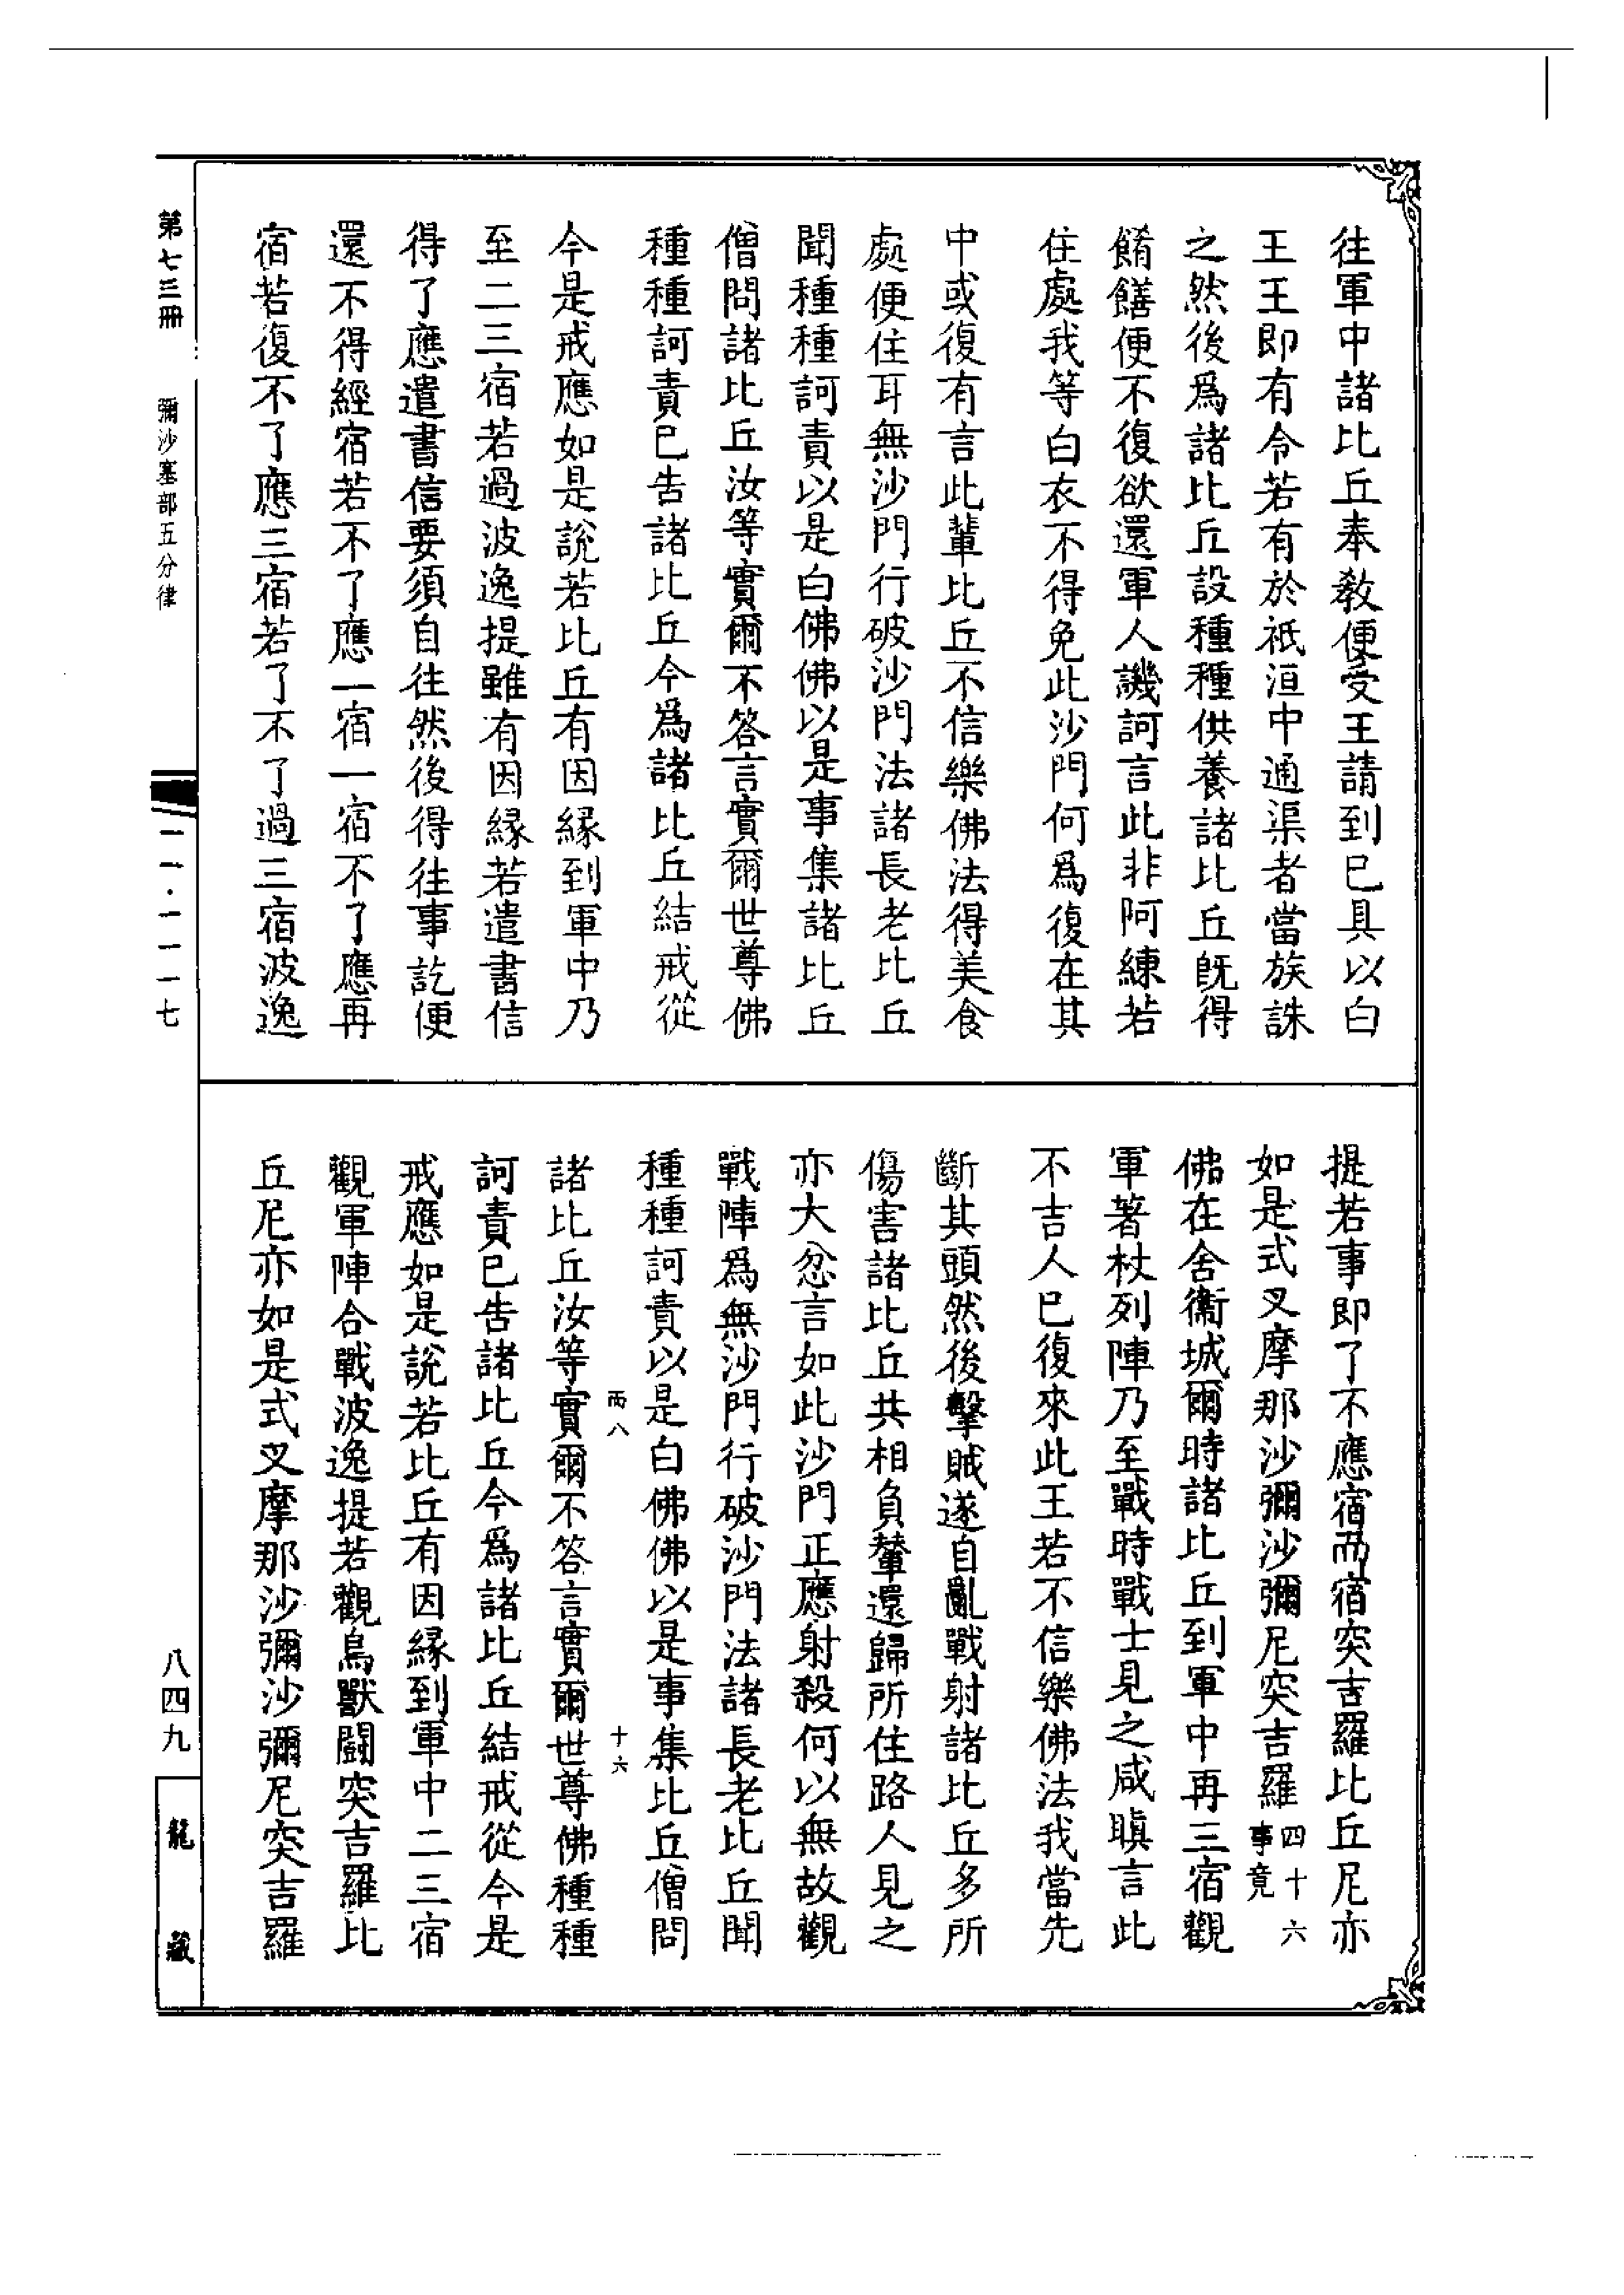 往軍中諸比丘奉教便受王請到已具以白
王王即有令若有於祇洹中通渠者當族誅
之然後爲諸比丘設種種供養諸比丘旣得
餚饍便不復欲還軍人譏訶言此非阿練若
住處我等白衣不得免此沙門何爲復在其
中或復有言此輩比丘不信樂佛法得美食
處便住耳無沙門行破沙門法諸長老比丘
聞種種訶責以是白佛佛以是事集諸比丘
僧問諸比丘汝等實爾不答言實爾世尊佛
種種訶責已告諸比丘今爲諸比丘結戒從
今是戒應如是說若比丘有因緣到軍中乃
至二三宿若過波逸提雖有因緣若遣書信
得了應遣書信要須自往然後得往事訖便
還不得經宿若不了應一宿一宿不了應再
宿若復不了應三宿若了不了過三宿波逸
提若事即了不應宿而宿突吉羅比丘尼亦
如是式叉摩那沙彌沙彌尼突吉羅四十六事竟
佛在舍衞城爾時諸比丘到軍中再三宿觀
軍著杖列陣乃至戰時戰士見之咸瞋言此
不吉人已復來此王若不信樂佛法我當先
斷其頭然後擊賊遂自亂戰射諸比丘多所
傷害諸比丘共相負輦還歸所住路人見之
亦大忿言如此沙門正應射殺何以無故觀
戰陣爲無沙門行破沙門法諸長老比丘聞
種種訶責以是白佛佛以是事集比丘僧問
兩八 十六
諸比丘汝等實爾不答言實爾世尊佛種種
訶責已告諸比丘今爲諸比丘結戒從今是
戒應如是說若比丘有因緣到軍中二三宿
觀軍陣合戰波逸提若觀鳥獸鬪突吉羅比
丘尼亦如是式叉摩那沙彌沙彌尼突吉羅
第七三冊 彌沙塞部五分律 一一·一一一七 八四九
龍藏